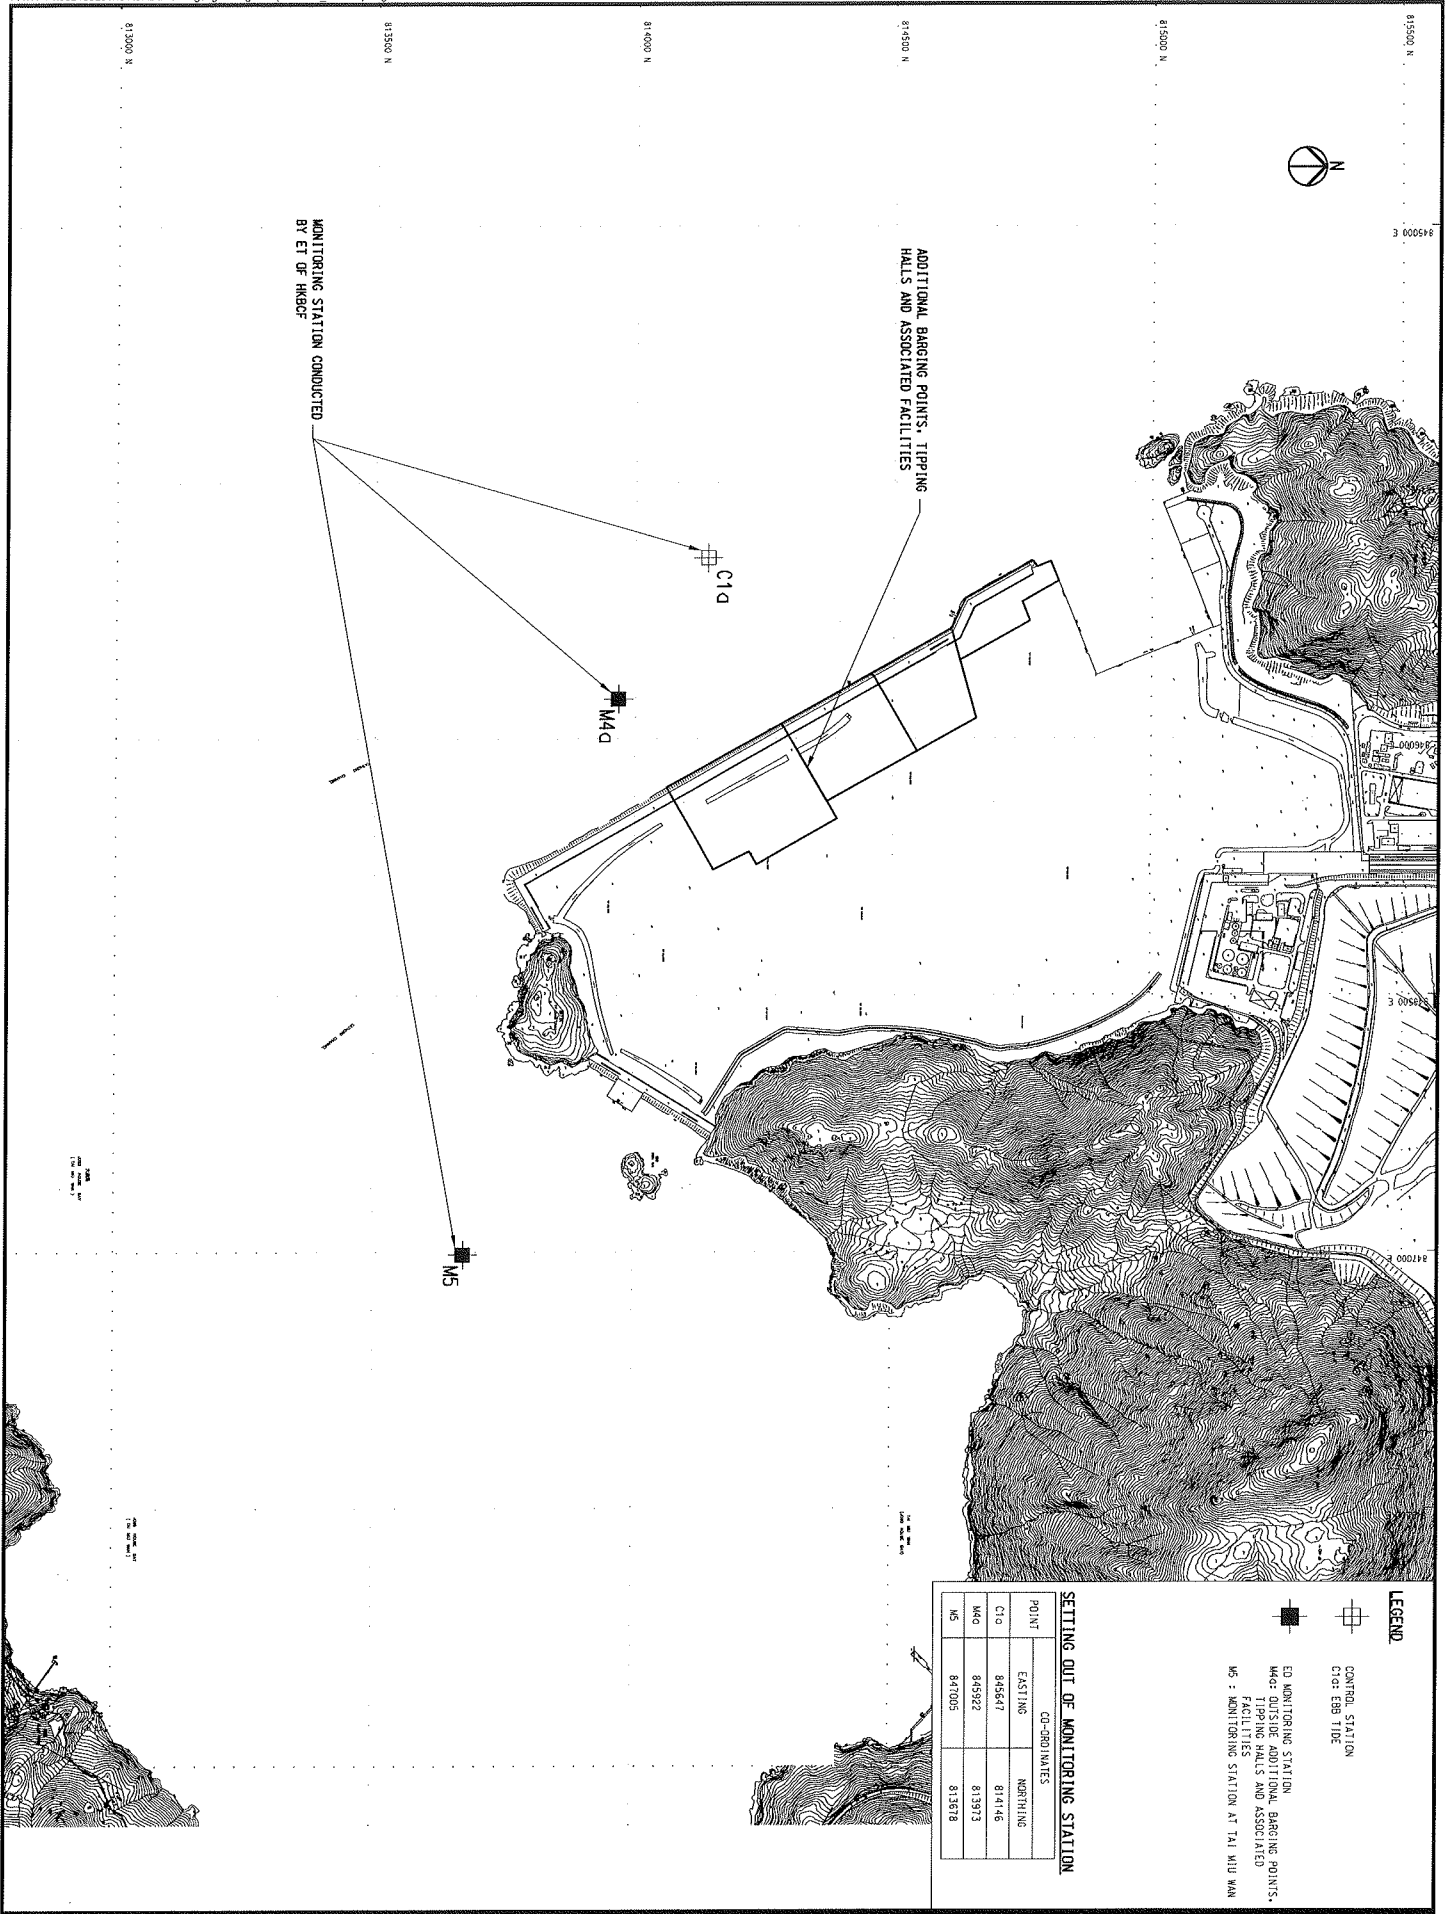 813000 N
813500 N
814000 N
814500 N
815000 N
815500 N
N
845000 E
846000 E
847000 E
ADDITIONAL BARGING POINTS, TIPPING
HALLS AND ASSOCIATED FACILITIES
MONITORING STATION CONDUCTED
BY ET OF HKBCF
C1a
M4a
M5
LEGEND
CONTROL STATION
C1a: EBB TIDE
ED MONITORING STATION
M4a: OUTSIDE ADDITIONAL BARGING POINTS,
TIPPING HALLS AND ASSOCIATED
FACILITIES
M5 : MONITORING STATION AT TAI MIU WAN
SETTING OUT OF MONITORING STATION
POINT CO-ORDINATES
EASTING NORTHING
C1a 845647 814146
M4a 845922 813973
M5 847005 813678